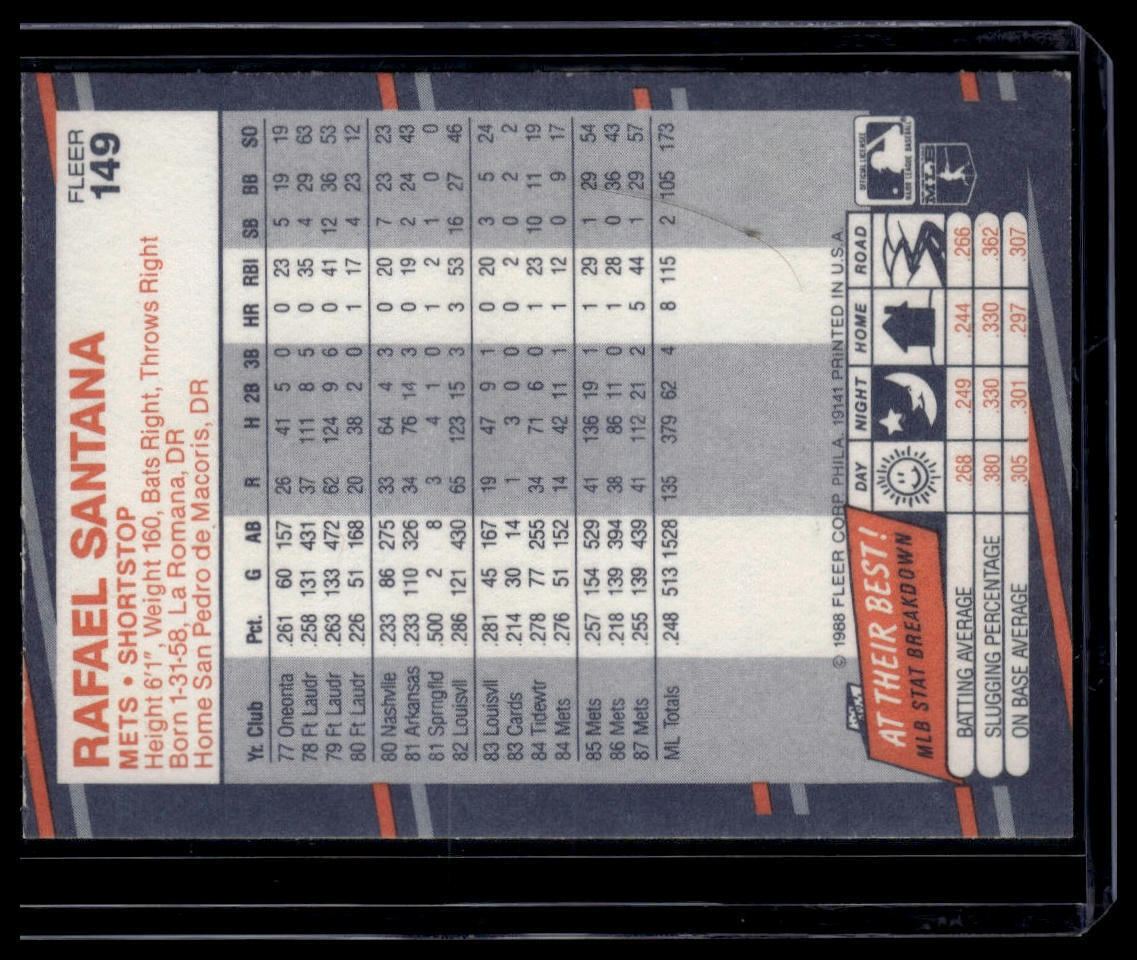 FLEER
149
RAFAEL SANTANA
METS • SHORTSTOP
Height 6'1", Weight 160, Bats Right, Throws Right
Born 1-31-58, La Romana, DR
Home San Pedro de Macoris, DR
Yr. Club Pct. G AB R H 2B 3B HR RBI SB BB SO
77 Oneonta .261 60 157 26 41 5 0 0 23 5 19 19
78 Ft Laudr .258 131 431 37 111 8 5 0 35 4 29 63
79 Ft Laudr .263 133 472 62 124 9 6 0 41 12 36 53
80 Ft Laudr .226 51 168 20 38 2 0 1 17 4 23 12
80 Nashvlle .233 86 275 33 64 4 3 0 20 7 23 23
81 Arkansas .233 110 326 34 76 14 3 0 19 2 24 43
81 Sprngfld .500 2 8 3 4 1 0 1 2 1 0 0
82 Louisvll .286 121 430 65 123 15 3 3 53 16 27 46
83 Louisvll .281 45 167 19 47 9 1 0 20 3 5 24
83 Cards .214 30 14 1 3 0 0 0 2 0 2 2
84 Tidewtr .278 77 255 34 71 6 0 1 23 10 11 19
84 Mets .276 51 152 14 42 11 1 1 12 0 9 17
85 Mets .257 154 529 41 136 19 1 1 29 1 29 54
86 Mets .218 139 394 38 86 11 0 1 28 0 36 43
87 Mets .255 139 439 41 112 21 2 5 44 1 29 57
ML Totals .248 513 1528 135 379 62 4 8 115 2 105 173
© 1988 FLEER CORP. PHILA. 19141 PRINTED IN U.S.A.
AT THEIR BEST!
MLB STAT BREAKDOWN
DAY NIGHT HOME ROAD
BATTING AVERAGE .268 .249 .244 .266
SLUGGING PERCENTAGE .380 .330 .330 .362
ON BASE AVERAGE .305 .301 .297 .307
OFFICIAL LICENSEE
MAJOR LEAGUE BASEBALL
MLB